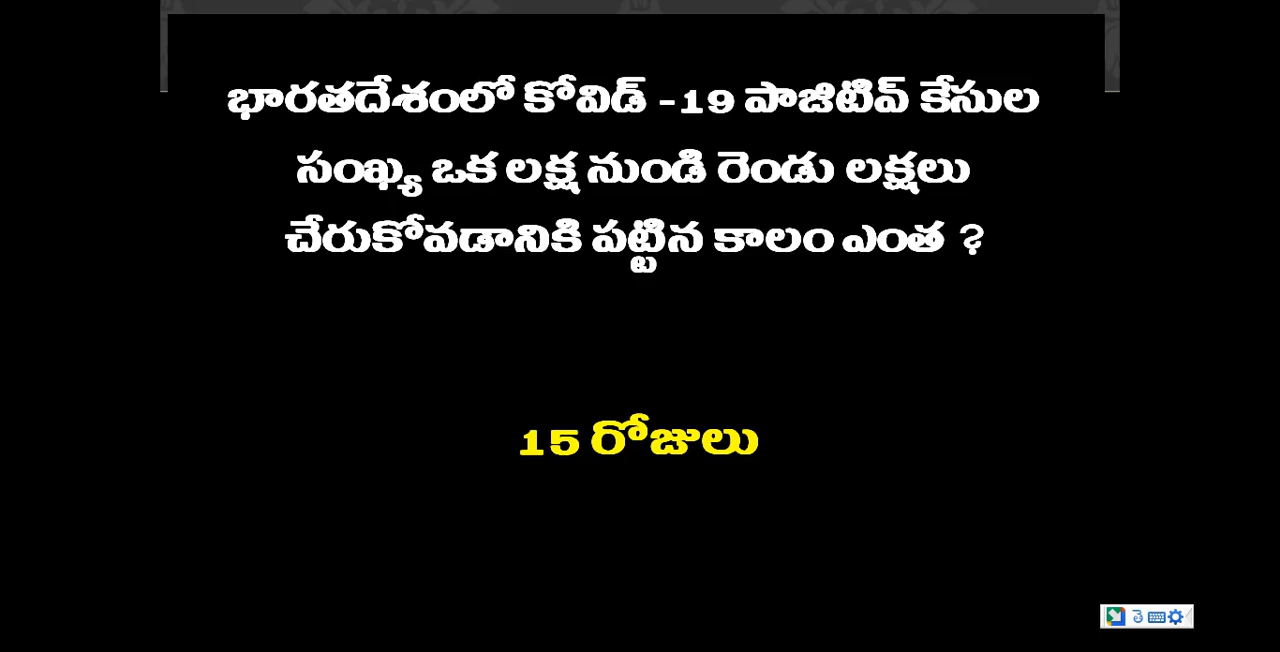 భారతదేశంలో కోవిడ్ -19 పాజిటివ్ కేసుల
సంఖ్య ఒక లక్ష నుండి రెండు లక్షలు
చేరుకోవడానికి పట్టిన కాలం ఎంత ?
15 రోజులు
తె